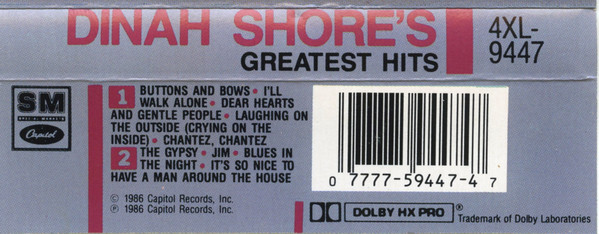 DINAH SHORE'S
GREATEST HITS
4XL-
9447
SM
SPECIAL MARKETS
Capitol
1 BUTTONS AND BOWS • I'LL
WALK ALONE • DEAR HEARTS
AND GENTLE PEOPLE • LAUGHING ON
THE OUTSIDE (CRYING ON THE
INSIDE) • CHANTEZ, CHANTEZ
2 THE GYPSY • JIM • BLUES IN
THE NIGHT • IT'S SO NICE TO
HAVE A MAN AROUND THE HOUSE
© 1986 Capitol Records, Inc.
℗ 1986 Capitol Records, Inc.
0 7777-59447-4 7
DOLBY HX PRO ®
Trademark of Dolby Laboratories